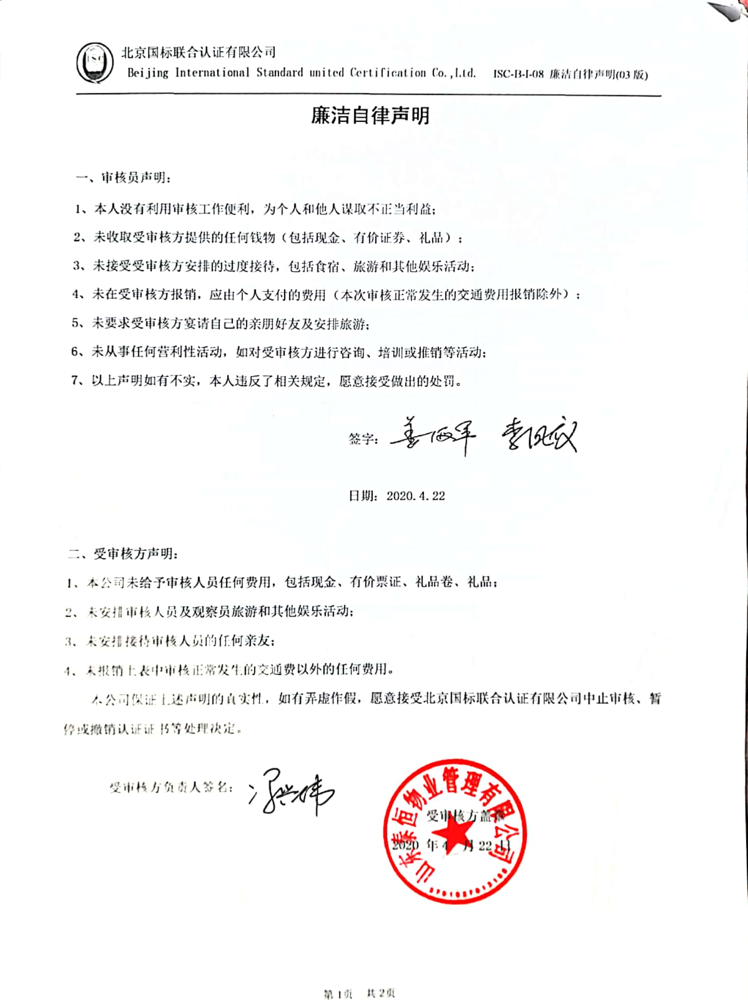 ISC
北京国标联合认证有限公司
Beijing International Standard united Certification Co.,Ltd. ISC-B-I-08 廉洁自律声明(03版)
廉洁自律声明
一、审核员声明：
1、本人没有利用审核工作便利，为个人和他人谋取不正当利益；
2、未收取受审核方提供的任何钱物（包括现金、有价证券、礼品）；
3、未接受受审核方安排的过度接待，包括食宿、旅游和其他娱乐活动；
4、未在受审核方报销，应由个人支付的费用（本次审核正常发生的交通费用报销除外）；
5、未要求受审核方宴请自己的亲朋好友及安排旅游；
6、未从事任何营利性活动，如对受审核方进行咨询、培训或推销等活动；
7、以上声明如有不实，本人违反了相关规定，愿意接受做出的处罚。
签字：
日期：2020.4.22
二、受审核方声明：
1、本公司未给予审核人员任何费用，包括现金、有价票证、礼品卷、礼品；
2、未安排审核人员及观察员旅游和其他娱乐活动；
3、未安排接待审核人员的任何亲友；
4、未报销上表中审核正常发生的交通费以外的任何费用。
本公司保证上述声明的真实性，如有弄虚作假，愿意接受北京国标联合认证有限公司中止审核、暂
停或撤销认证证书等处理决定。
受审核方负责人签名：
山东泰恒物业管理有限公司
受审核方盖章
2020 年 4 月 22 日
第 1页 共 2页